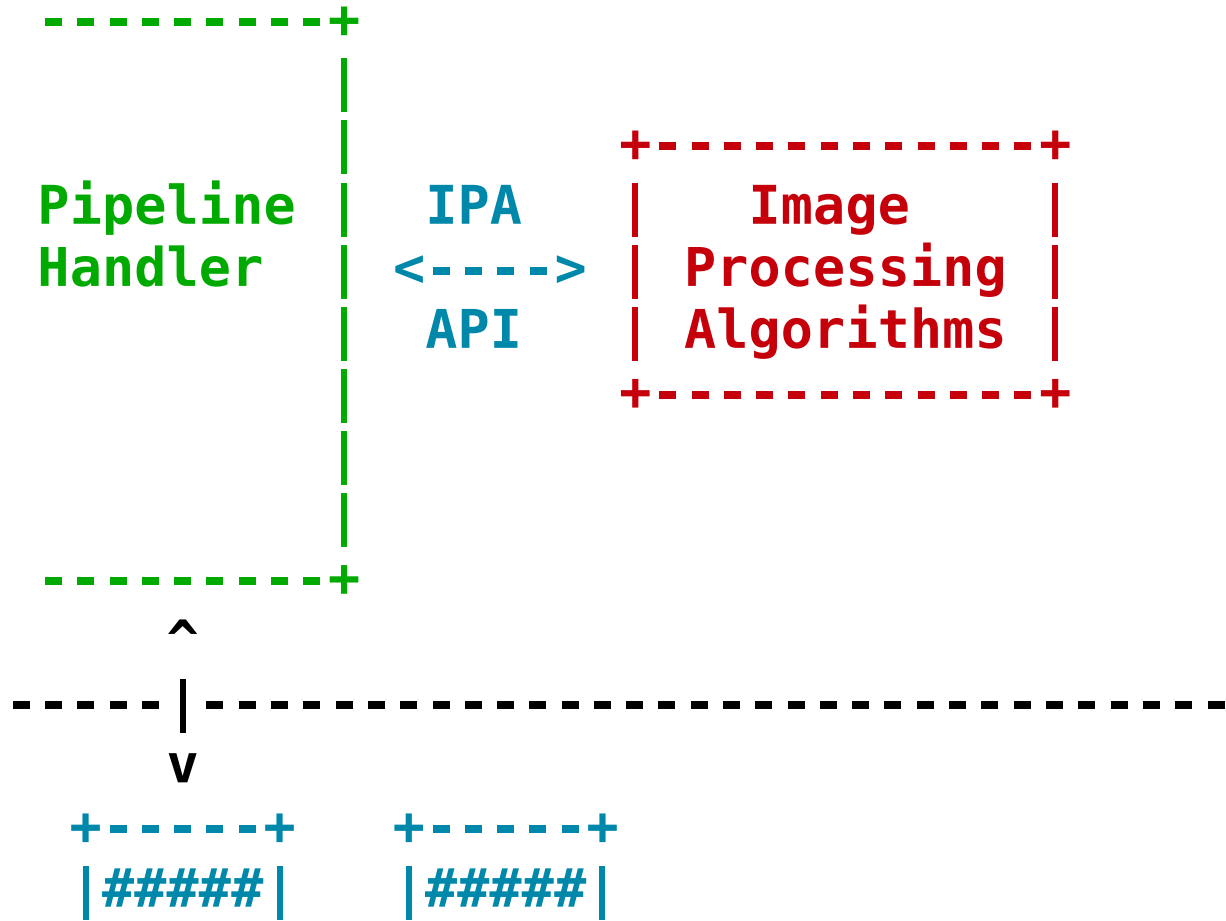 ---------+
|
| +------------+
Pipeline | IPA | Image |
Handler | <----> | Processing |
| API | Algorithms |
| +------------+
|
|
---------+
^
-----|--------------------------------
v
+-----+ +-----+
|#####| |#####|